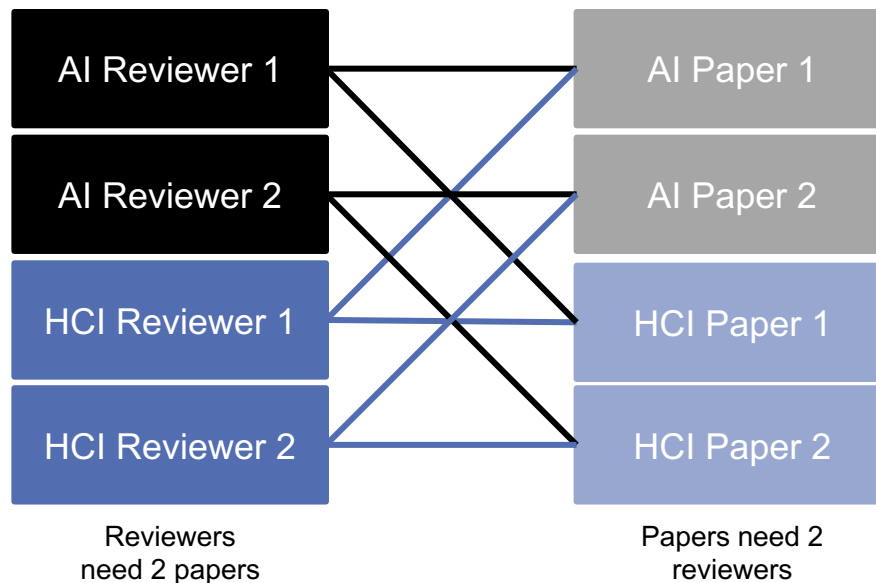 AI Reviewer 1
AI Paper 1
AI Reviewer 2
AI Paper 2
HCI Reviewer 1
HCI Paper 1
HCI Reviewer 2
HCI Paper 2
Reviewers
need 2 papers
Papers need 2
reviewers